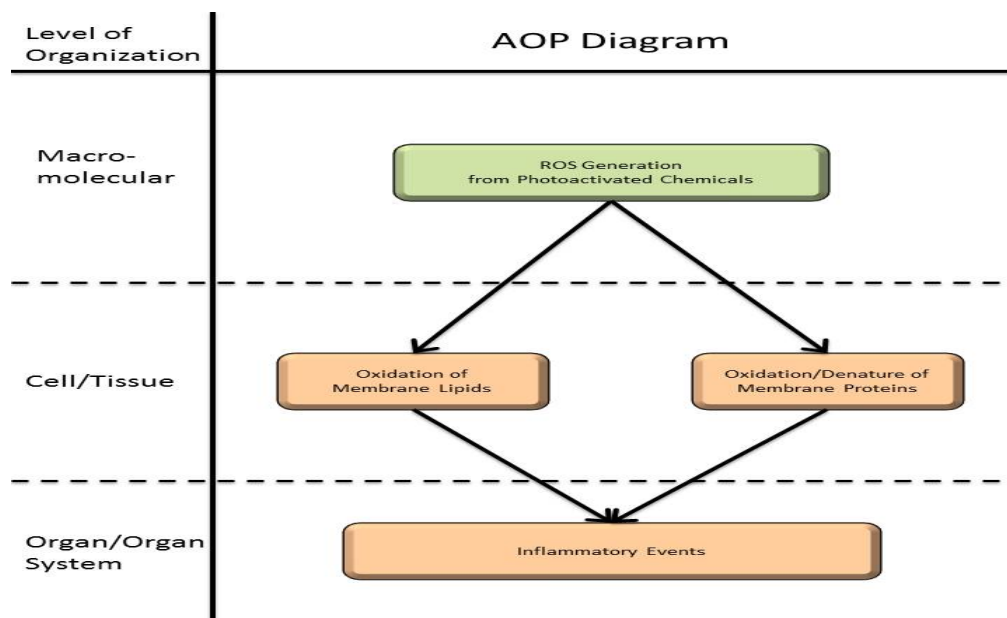 Level of
Organization
AOP Diagram
Macro-
molecular
ROS Generation
from Photoactivated Chemicals
Cell/Tissue
Oxidation of
Membrane Lipids
Oxidation/Denature of
Membrane Proteins
Organ/Organ
System
Inflammatory Events